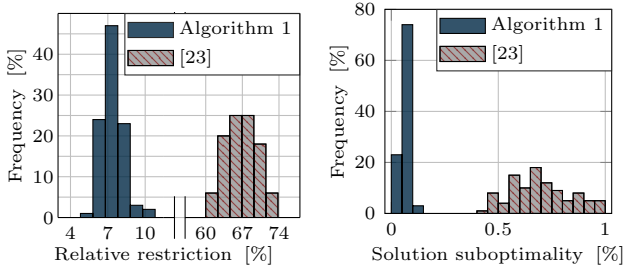 Algorithm 1
[23]
Frequency [%]
40
20
0
4 7 10 60 67 74
Relative restriction [%]
Algorithm 1
[23]
Frequency [%]
80
60
40
20
0
0 0.5 1
Solution suboptimality [%]